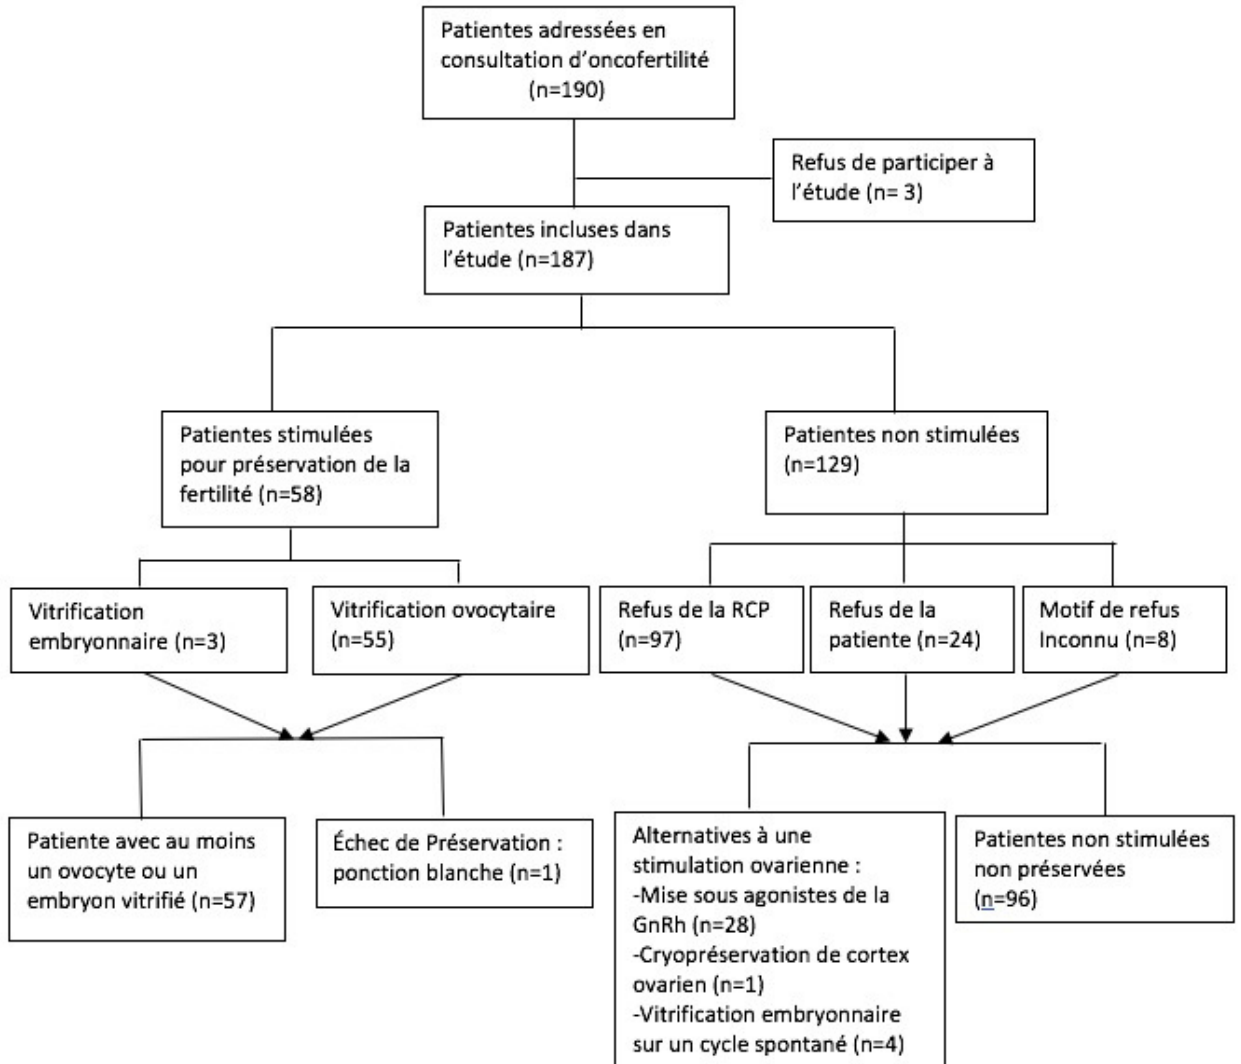 Patientes adressées en
consultation d'oncofertilité
(n=190)
Refus de participer à
l'étude (n= 3)
Patientes incluses dans
l'étude (n=187)
Patientes stimulées
pour préservation de la
fertilité (n=58)
Patientes non stimulées
(n=129)
Vitrification
embryonnaire (n=3)
Vitrification ovocytaire
(n=55)
Refus de la RCP
(n=97)
Refus de la
patiente (n=24)
Motif de refus
Inconnu (n=8)
Patiente avec au moins
un ovocyte ou un
embryon vitrifié (n=57)
Échec de Préservation :
ponction blanche (n=1)
Alternatives à une
stimulation ovarienne :
-Mise sous agonistes de la
GnRh (n=28)
-Cryopréservation de cortex
ovarien (n=1)
-Vitrification embryonnaire
sur un cycle spontané (n=4)
Patientes non stimulées
non préservées
(n=96)